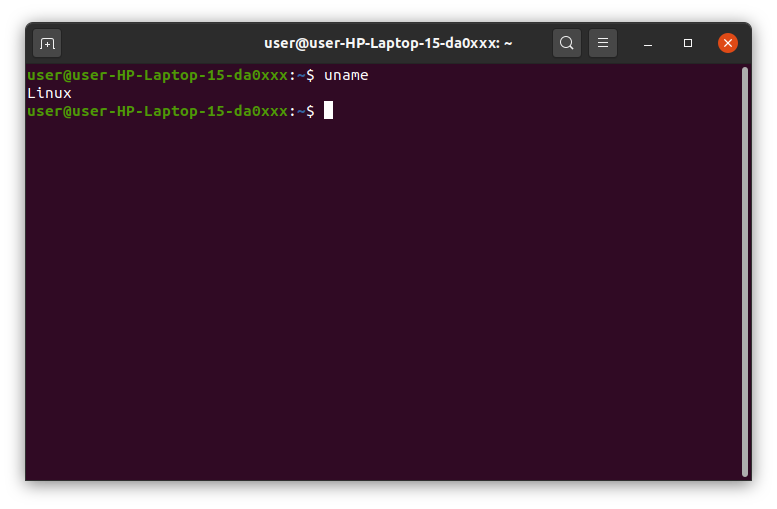 user@user-HP-Laptop-15-da0xxx: ~
user@user-HP-Laptop-15-da0xxx:~$ uname
Linux
user@user-HP-Laptop-15-da0xxx:~$